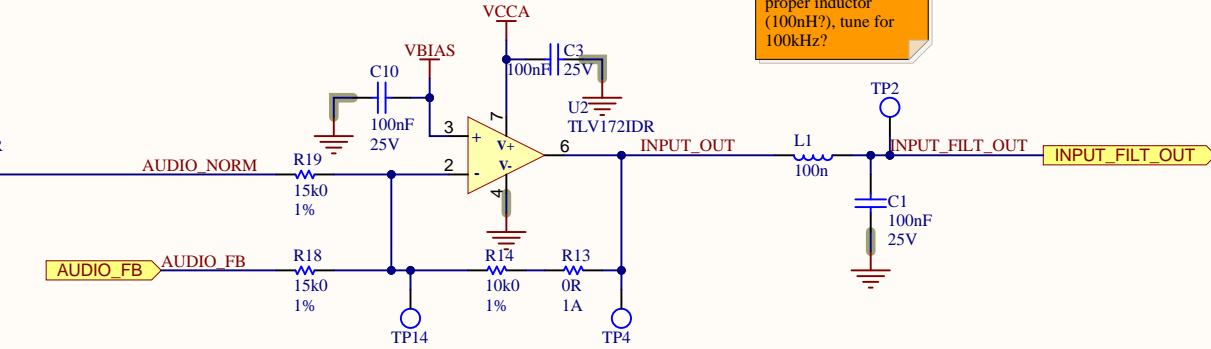 proper inductor
(100nH?), tune for
100kHz?
VCCA
VBIAS
C3
100nF
25V
C10
100nF
25V
U2
TLV172IDR
TP2
7
3
+
V+
6
2
-
V-
4
INPUT_OUT
L1
100n
INPUT_FILT_OUT
INPUT_FILT_OUT
AUDIO_NORM
R19
15k0
1%
C1
100nF
25V
AUDIO_FB
AUDIO_FB
R18
15k0
1%
R14
10k0
1%
R13
0R
1A
TP14
TP4